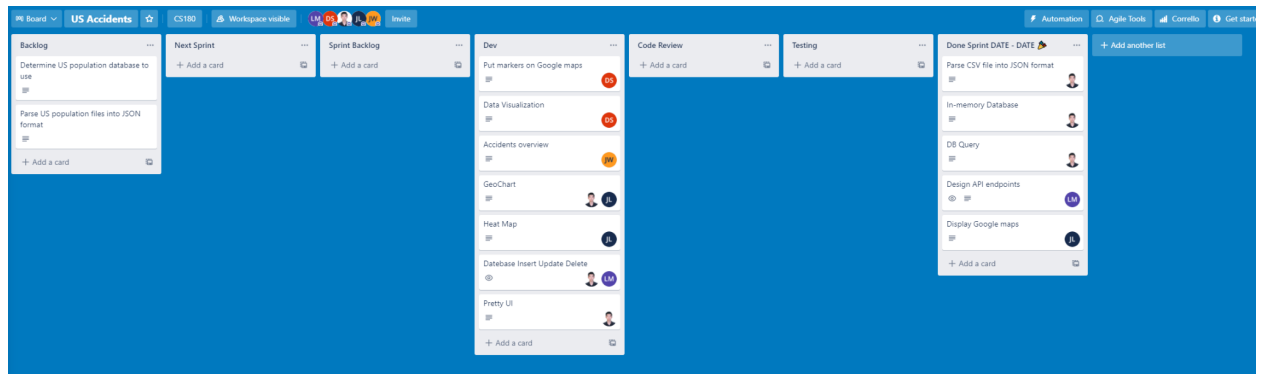 Board
US Accidents
CS180
Workspace visible
LM DS JL JW
Invite
Automation
Agile Tools
Corrello
Get starte
Backlog
Determine US population database to
use
Parse US population files into JSON
format
+ Add a card
Next Sprint
+ Add a card
Sprint Backlog
+ Add a card
Dev
Put markers on Google maps
DS
Data Visualization
DS
Accidents overview
JW
GeoChart
JL
Heat Map
JL
Datebase Insert Update Delete
LM
Pretty UI
+ Add a card
Code Review
+ Add a card
Testing
+ Add a card
Done Sprint DATE - DATE 🎉
Parse CSV file into JSON format
In-memory Database
DB Query
Design API endpoints
LM
Display Google maps
JL
+ Add a card
+ Add another list